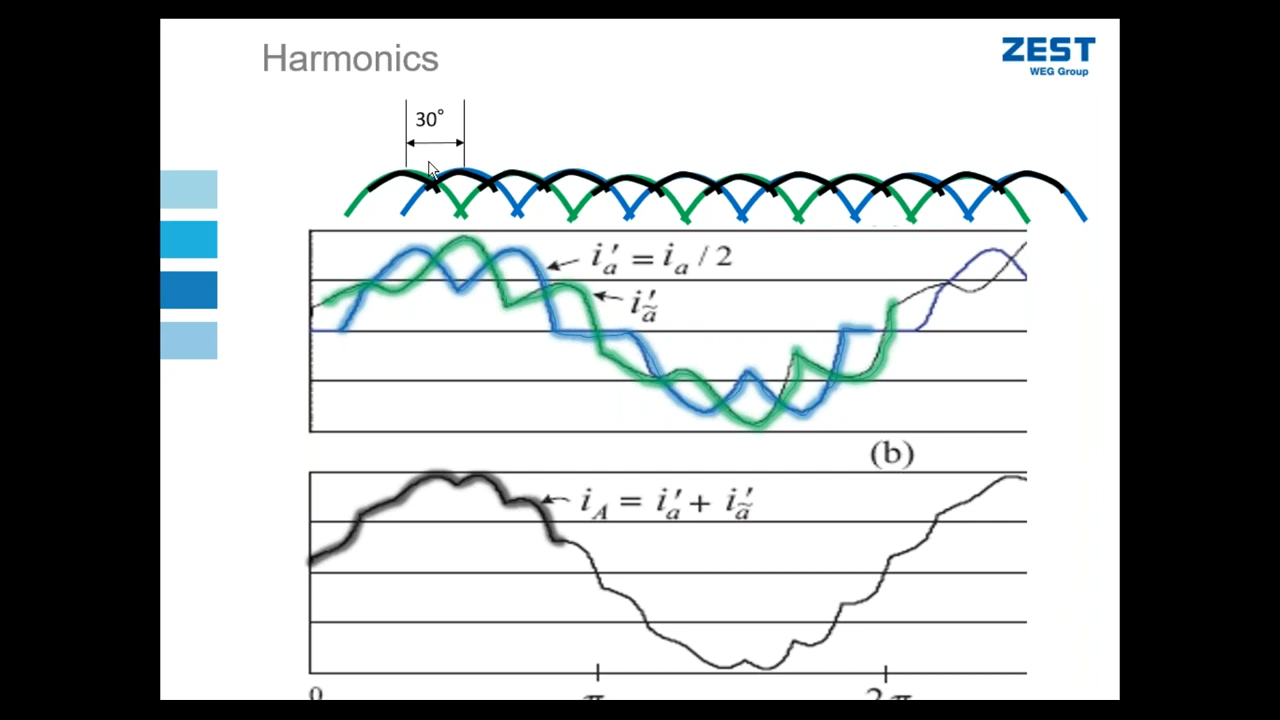 Harmonics
ZEST
WEG Group
30°
i′a = ia / 2
i′ã
(b)
iA = i′a + i′ã
0
π
2π